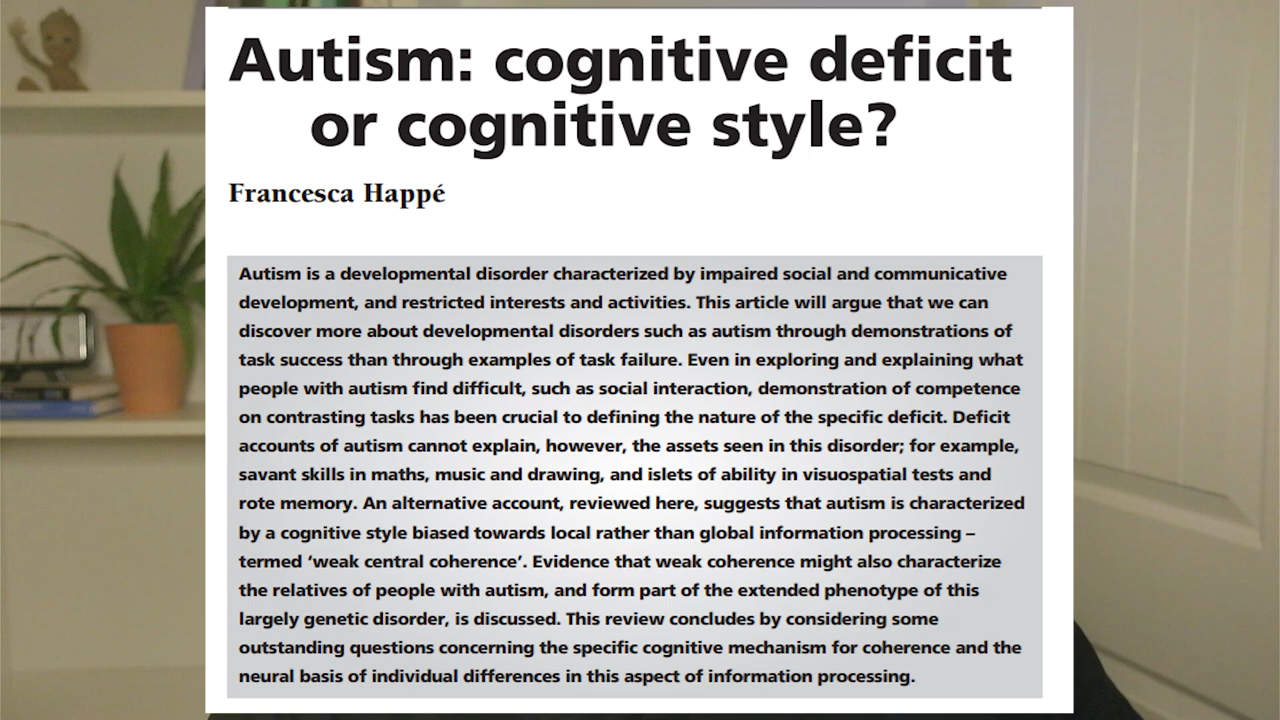 Autism: cognitive deficit
or cognitive style?
Francesca Happé
Autism is a developmental disorder characterized by impaired social and communicative
development, and restricted interests and activities. This article will argue that we can
discover more about developmental disorders such as autism through demonstrations of
task success than through examples of task failure. Even in exploring and explaining what
people with autism find difficult, such as social interaction, demonstration of competence
on contrasting tasks has been crucial to defining the nature of the specific deficit. Deficit
accounts of autism cannot explain, however, the assets seen in this disorder; for example,
savant skills in maths, music and drawing, and islets of ability in visuospatial tests and
rote memory. An alternative account, reviewed here, suggests that autism is characterized
by a cognitive style biased towards local rather than global information processing –
termed ‘weak central coherence’. Evidence that weak coherence might also characterize
the relatives of people with autism, and form part of the extended phenotype of this
largely genetic disorder, is discussed. This review concludes by considering some
outstanding questions concerning the specific cognitive mechanism for coherence and the
neural basis of individual differences in this aspect of information processing.